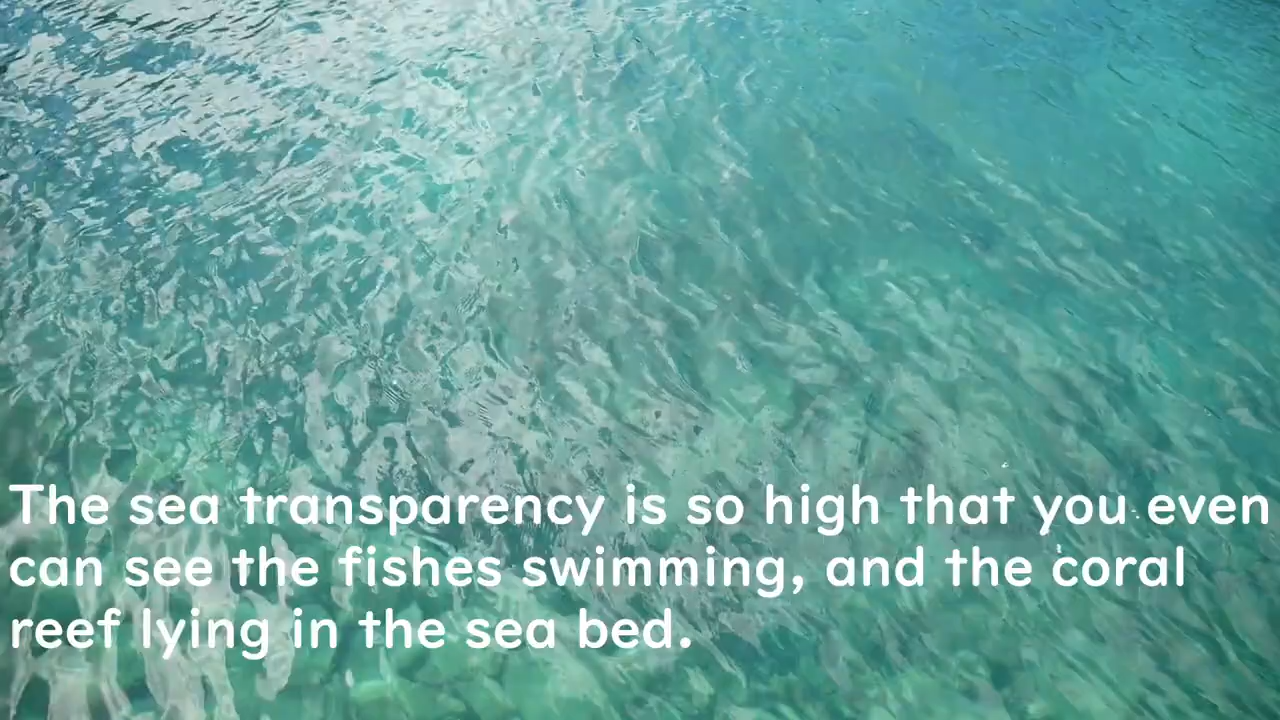 The sea transparency is so high that you even
can see the fishes swimming, and the coral
reef lying in the sea bed.